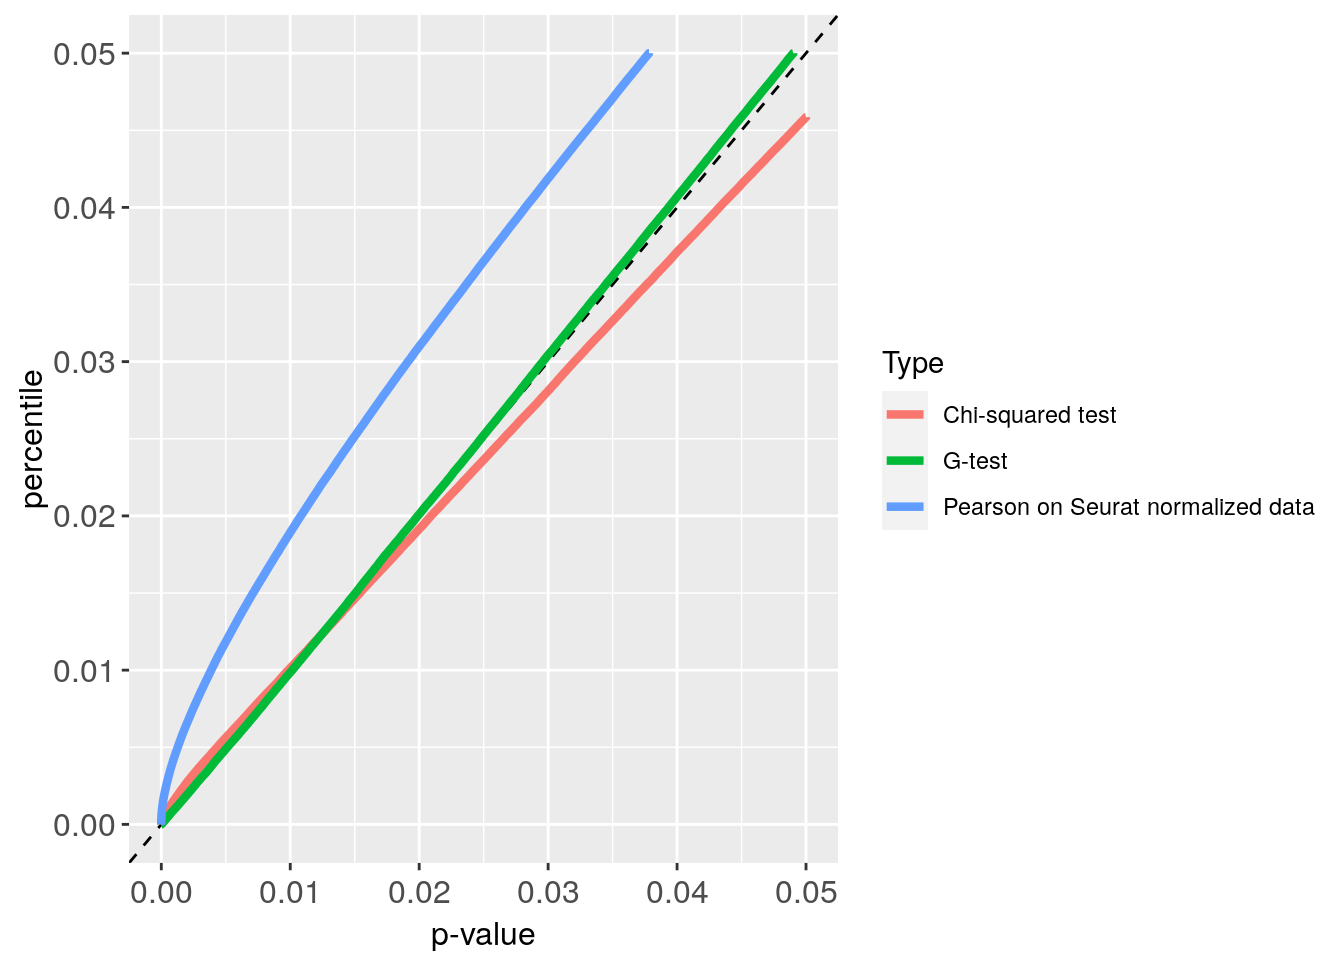 0.05
0.04
0.03
0.02
0.01
0.00
percentile
0.00 0.01 0.02 0.03 0.04 0.05
p-value
Type
Chi-squared test
G-test
Pearson on Seurat normalized data